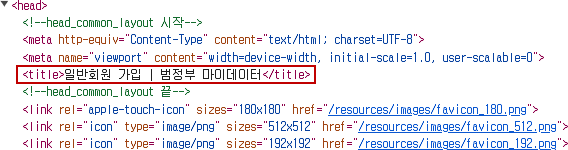 <head>
<!--head_common_layout 시작-->
<meta http-equiv="Content-Type" content="text/html; charset=UTF-8">
<meta name="viewport" content="width=device-width, initial-scale=1.0, user-scalable=0">
<title>일반회원 가입 | 범정부 마이데이터</title>
<!--head_common_layout 끝-->
<link rel="apple-touch-icon" sizes="180x180" href="/resources/images/favicon_180.png">
<link rel="icon" type="image/png" sizes="512x512" href="/resources/images/favicon_512.png">
<link rel="icon" type="image/png" sizes="192x192" href="/resources/images/favicon_192.png">